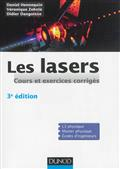 Daniel Hennequin
Véronique Zehnlé
Didier Dangoisse
Les lasers
Cours et exercices corrigés
3e édition
L3 physique
Master physique
Écoles d'ingénieurs
DUNOD